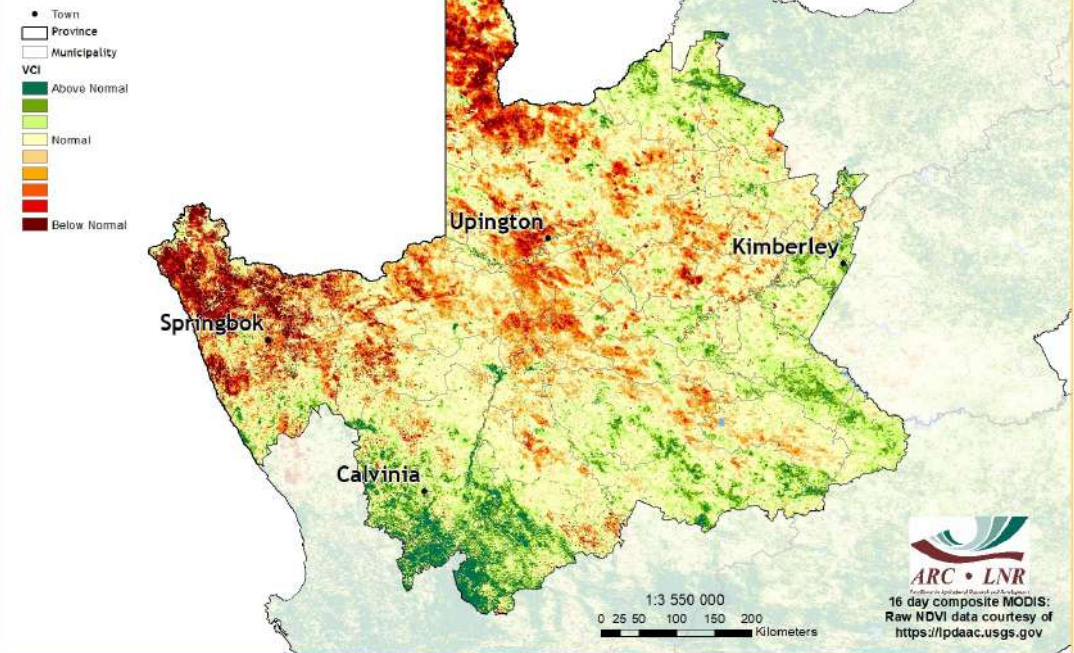 Town
Province
Municipality
VCI
Above Normal
Normal
Below Normal
Upington
Kimberley
Springbok
Calvinia
ARC • LNR
1:3 550 000
0 25 50 100 150 200
Kilometers
16 day composite MODIS:
Raw NDVI data courtesy of
https://lpdaac.usgs.gov